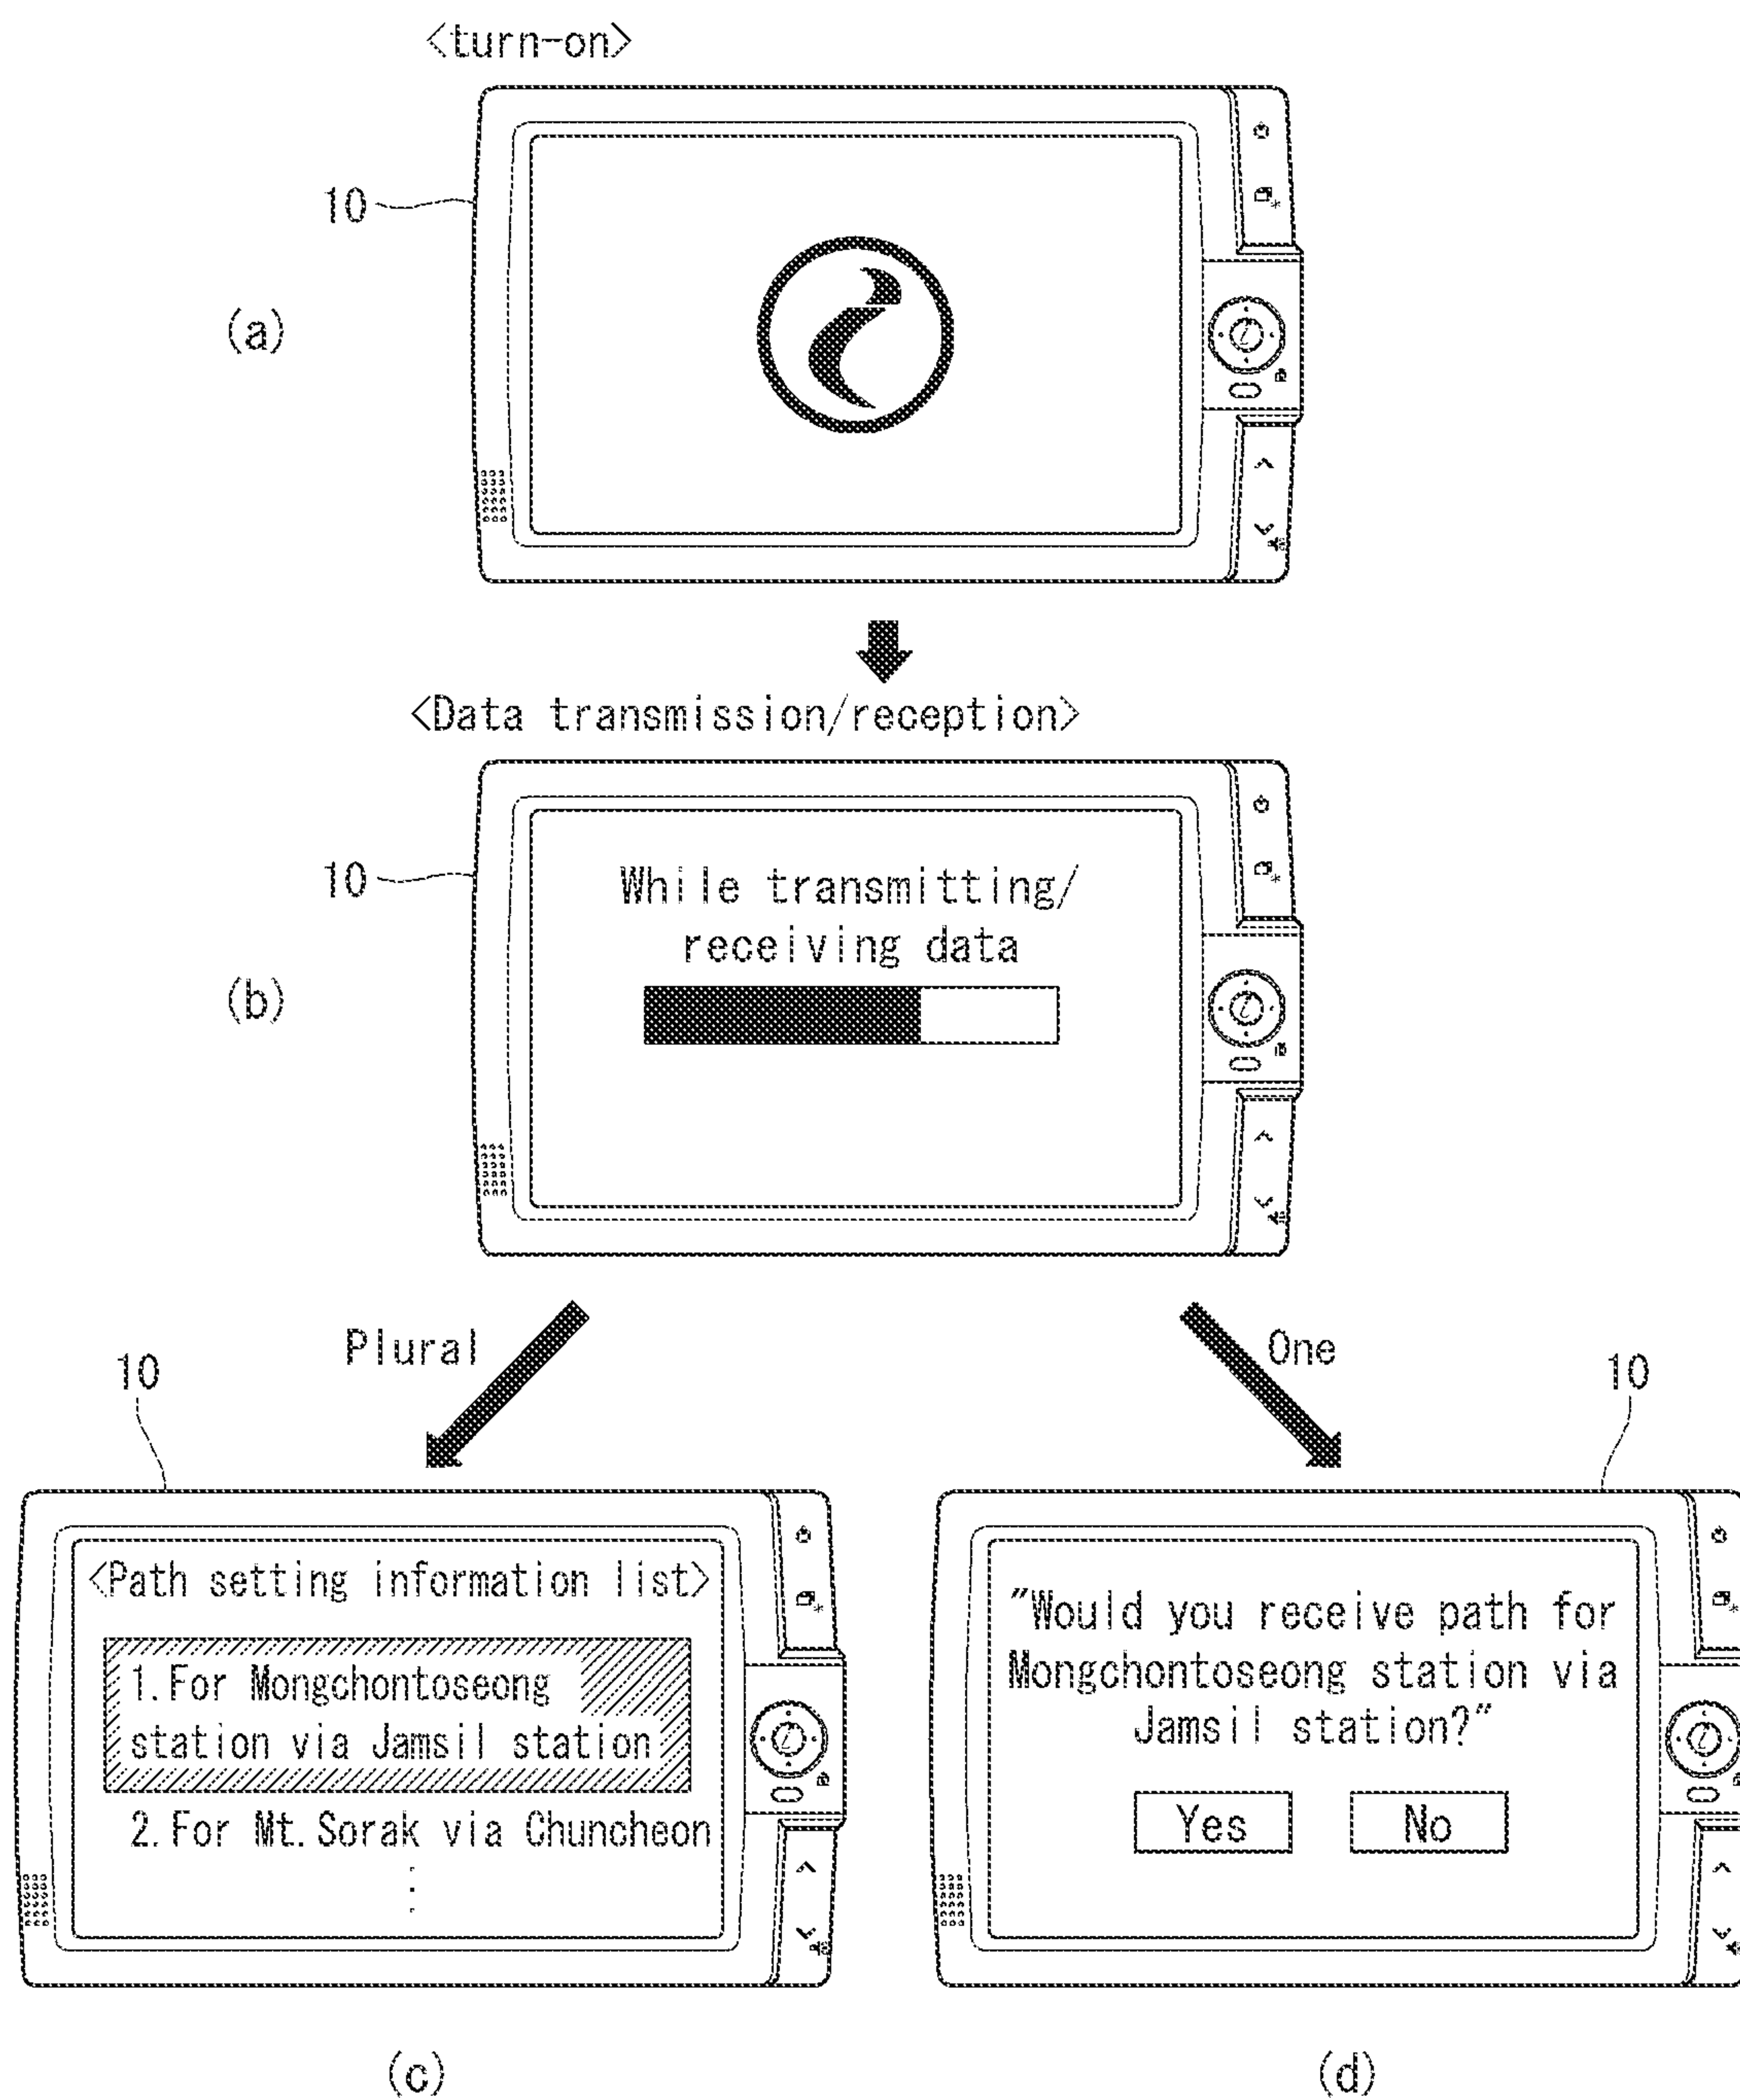 <turn-on>
10
(a)
<Data transmission/reception>
10
While transmitting/
receiving data
(b)
Plural
One
10
10
<Path setting information list>
1.For Mongchontoseong
station via Jamsil station
2.For Mt.Sorak via Chuncheon
"Would you receive path for
Mongchontoseong station via
Jamsil station?"
Yes
No
(c)
(d)